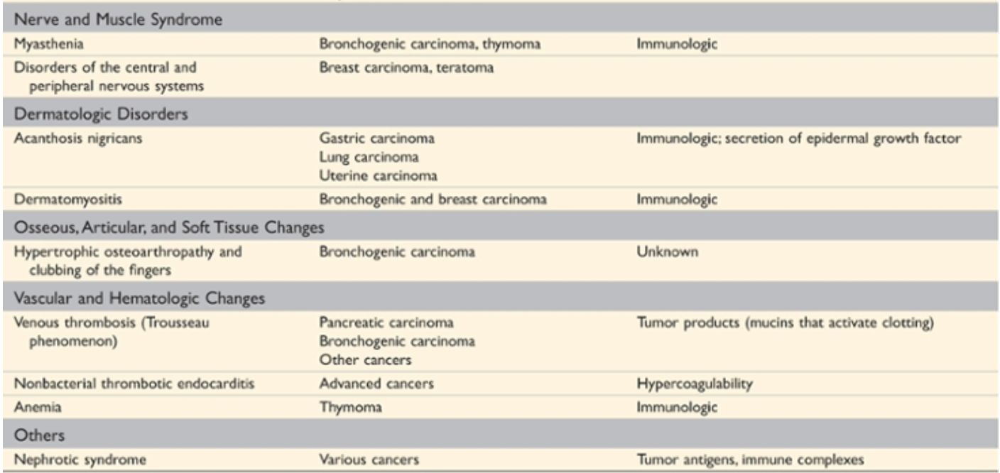 Nerve and Muscle Syndrome
Myasthenia Bronchogenic carcinoma, thymoma Immunologic
Disorders of the central and Breast carcinoma, teratoma
peripheral nervous systems
Dermatologic Disorders
Acanthosis nigricans Gastric carcinoma Immunologic; secretion of epidermal growth factor
Lung carcinoma
Uterine carcinoma
Dermatomyositis Bronchogenic and breast carcinoma Immunologic
Osseous, Articular, and Soft Tissue Changes
Hypertrophic osteoarthropathy and Bronchogenic carcinoma Unknown
clubbing of the fingers
Vascular and Hematologic Changes
Venous thrombosis (Trousseau Pancreatic carcinoma Tumor products (mucins that activate clotting)
phenomenon) Bronchogenic carcinoma
Other cancers
Nonbacterial thrombotic endocarditis Advanced cancers Hypercoagulability
Anemia Thymoma Immunologic
Others
Nephrotic syndrome Various cancers Tumor antigens, immune complexes